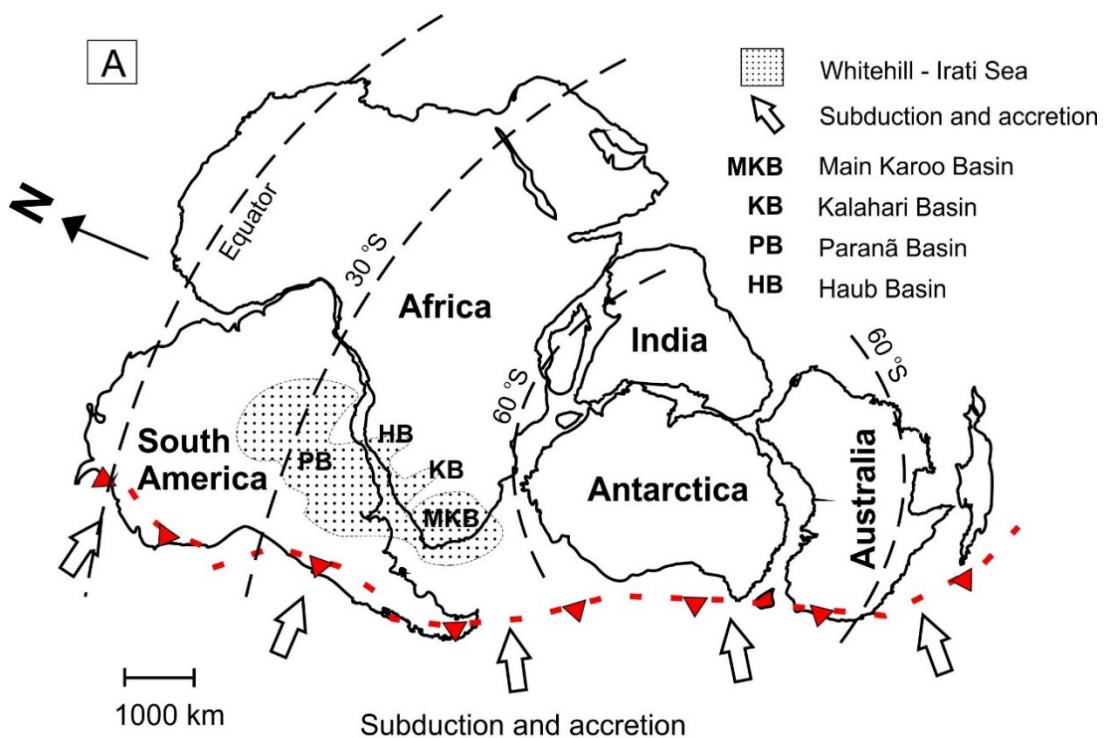 A
Whitehill - Irati Sea
Subduction and accretion
MKB Main Karoo Basin
KB Kalahari Basin
PB Paranã Basin
HB Haub Basin
N
Equator
30 °S
Africa
India
60 °S
60 °S
South
America
HB
PB
KB
MKB
Antarctica
Australia
1000 km
Subduction and accretion